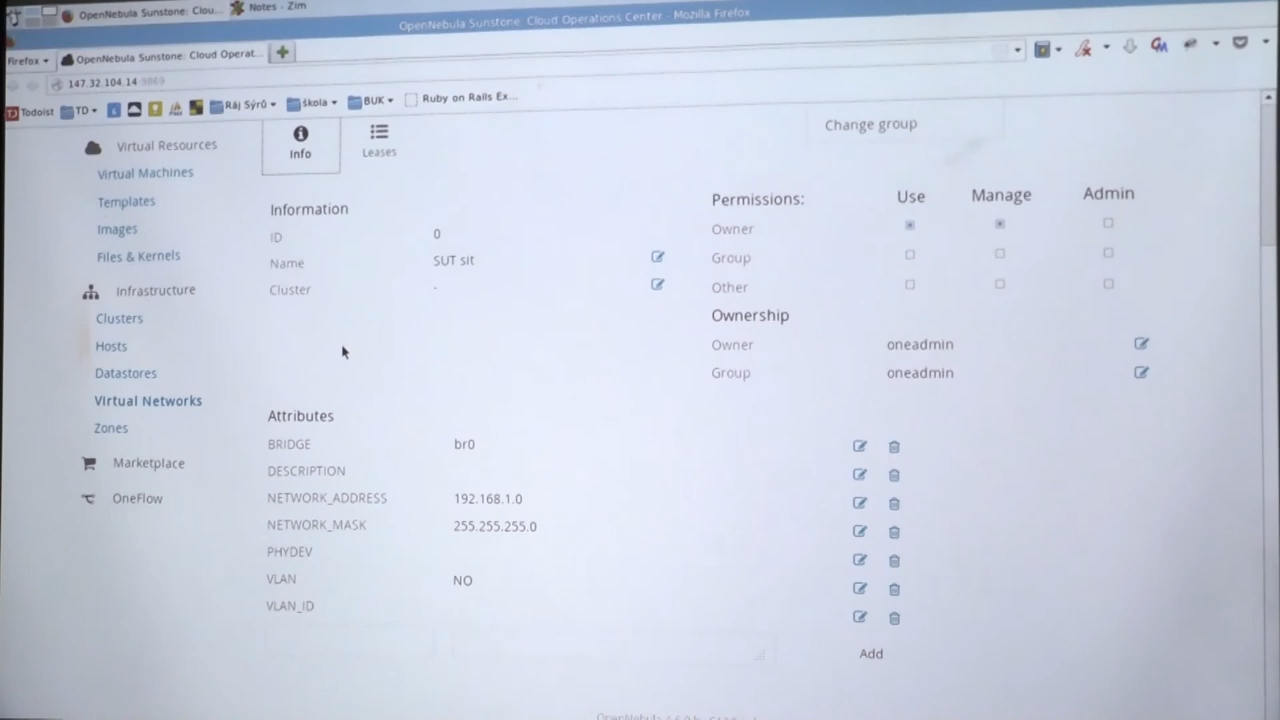 OpenNebula Sunstone: Clou... Notes - Zim
OpenNebula Sunstone: Cloud Operations Center - Mozilla Firefox
Firefox
OpenNebula Sunstone: Cloud Operat...
147.32.104.14:9869
Todoist TD Ráj Sýrů škola BUK Ruby on Rails Ex...
Virtual Resources
Virtual Machines
Templates
Images
Files & Kernels
Infrastructure
Clusters
Hosts
Datastores
Virtual Networks
Zones
Marketplace
OneFlow
Info Leases
Change group
Information
ID 0
Name SUT sit
Cluster -
Permissions: Use Manage Admin
Owner
Group
Other
Ownership
Owner oneadmin
Group oneadmin
Attributes
BRIDGE br0
DESCRIPTION
NETWORK_ADDRESS 192.168.1.0
NETWORK_MASK 255.255.255.0
PHYDEV
VLAN NO
VLAN_ID
Add